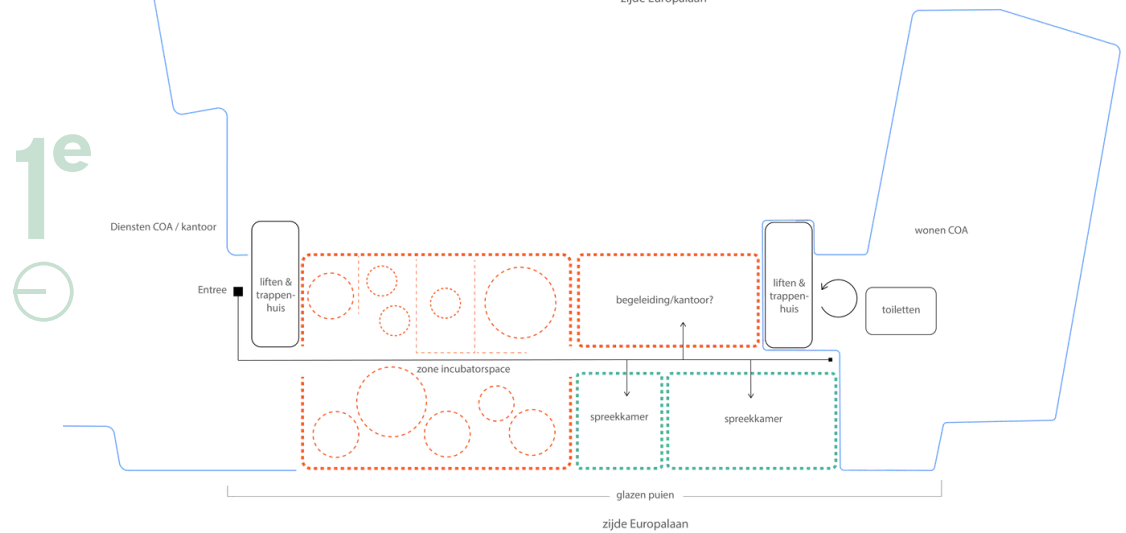 zijde Europalaan
1e
Diensten COA / kantoor
wonen COA
Entree
liften &
trappen-
huis
begeleiding/kantoor?
liften &
trappen-
huis
toiletten
zone incubatorspace
spreekkamer
spreekkamer
glazen puien
zijde Europalaan